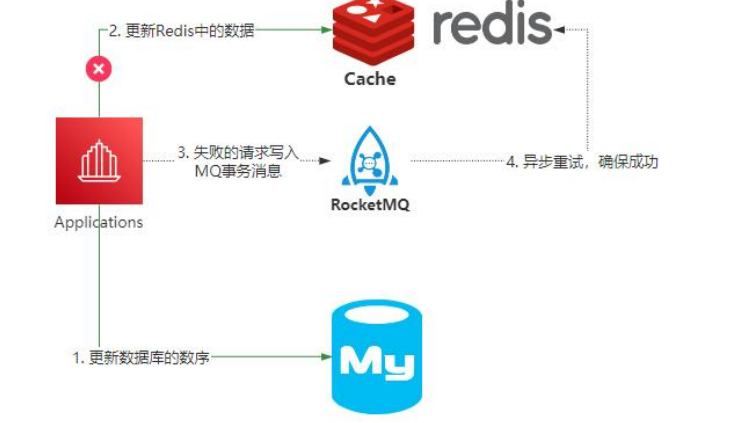 2. 更新Redis中的数据
redis
Cache
3. 失败的请求写入
MQ事务消息
4. 异步重试，确保成功
RocketMQ
Applications
1. 更新数据库的数序
My